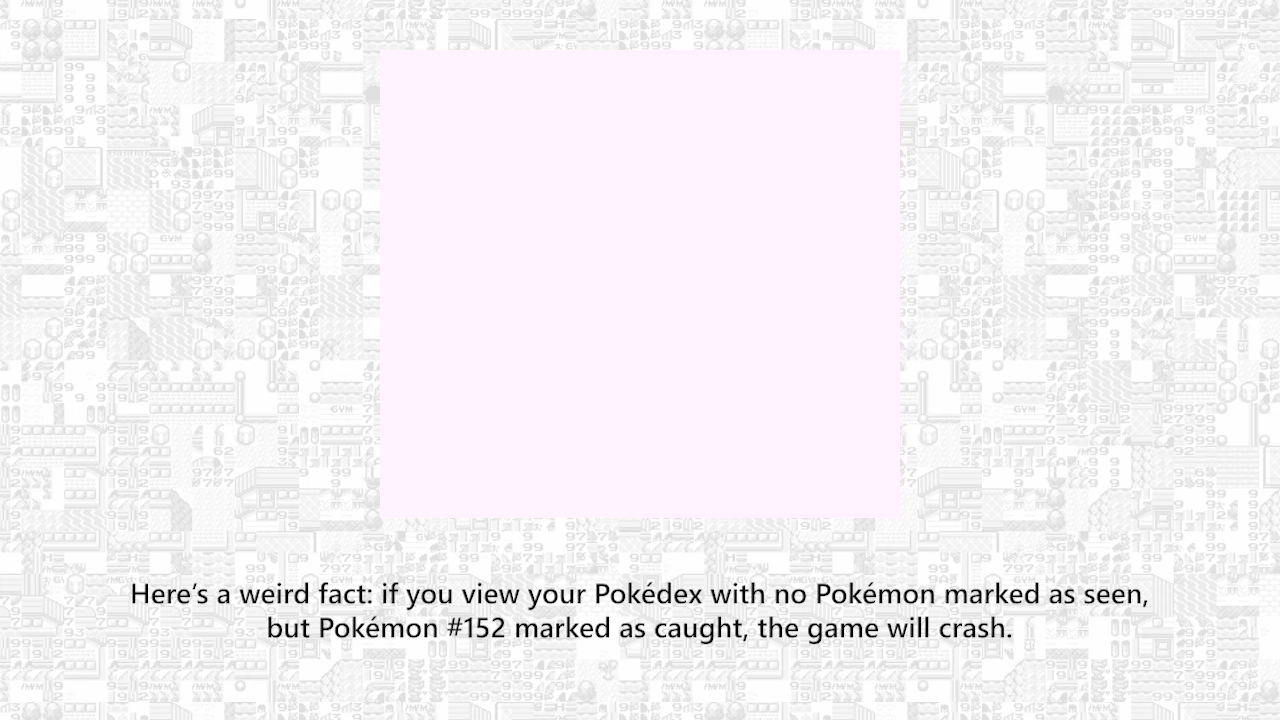 Here’s a weird fact: if you view your Pokédex with no Pokémon marked as seen,
but Pokémon #152 marked as caught, the game will crash.